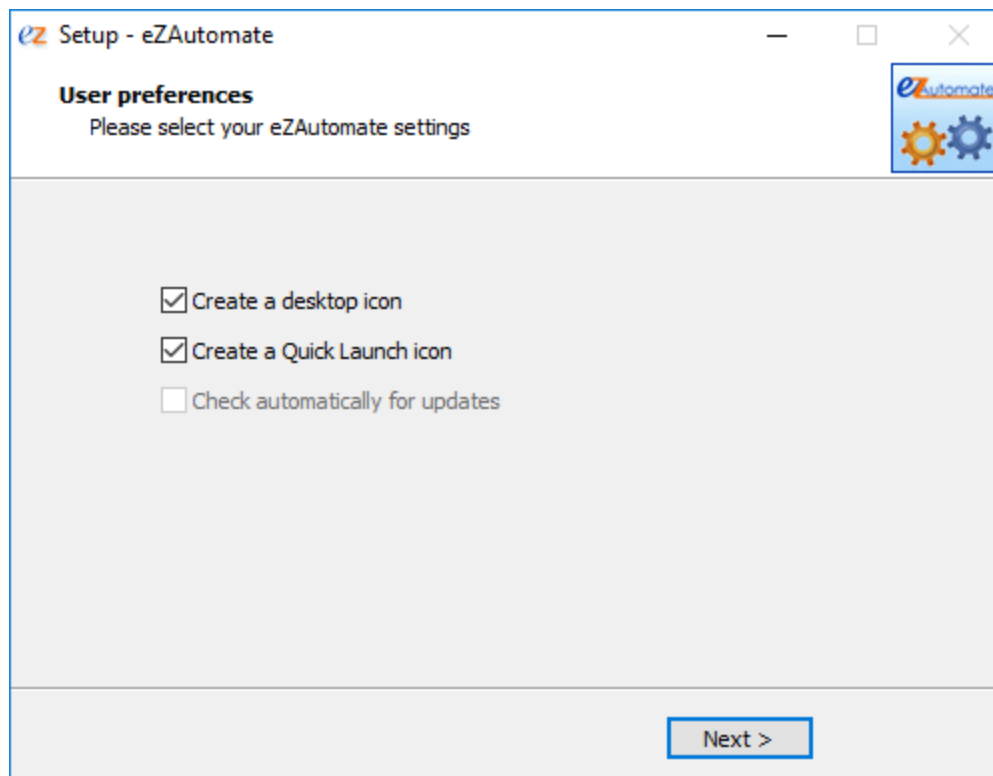 eZ Setup - eZAutomate
User preferences
Please select your eZAutomate settings
eZAutomate
Create a desktop icon
Create a Quick Launch icon
Check automatically for updates
Next >